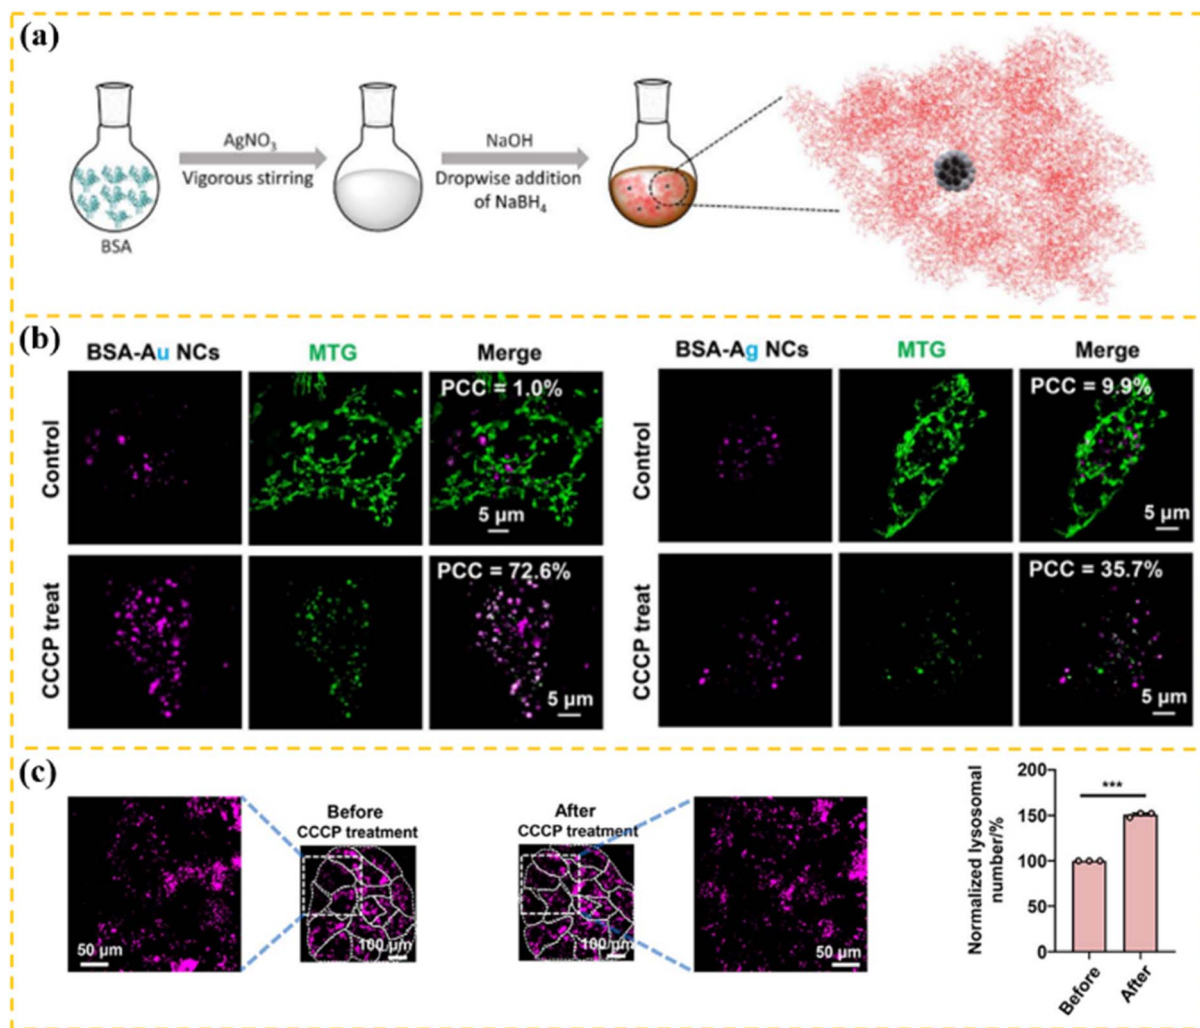 (a)
AgNO3
Vigorous stirring
NaOH
Dropwise addition
of NaBH4
BSA
(b)
BSA-Au NCs
MTG
Merge
BSA-Ag NCs
MTG
Merge
Control
PCC = 1.0%
5 µm
Control
PCC = 9.9%
5 µm
CCCP treat
PCC = 72.6%
5 µm
CCCP treat
PCC = 35.7%
5 µm
(c)
50 µm
Before
CCCP treatment
100 µm
After
CCCP treatment
100 µm
50 µm
Normalized lysosomal
number/%
200
150
100
50
0
***
Before
After